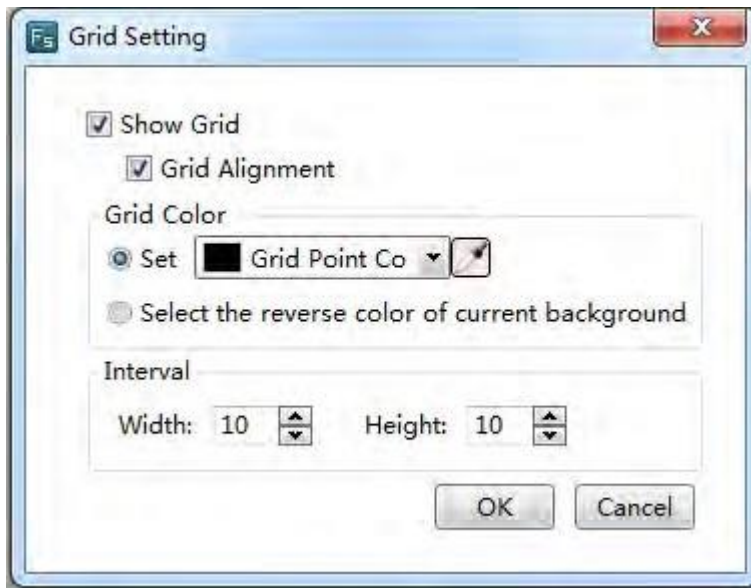 Fs Grid Setting
Show Grid
Grid Alignment
Grid Color
Set Grid Point Co
Select the reverse color of current background
Interval
Width: 10 Height: 10
OK Cancel